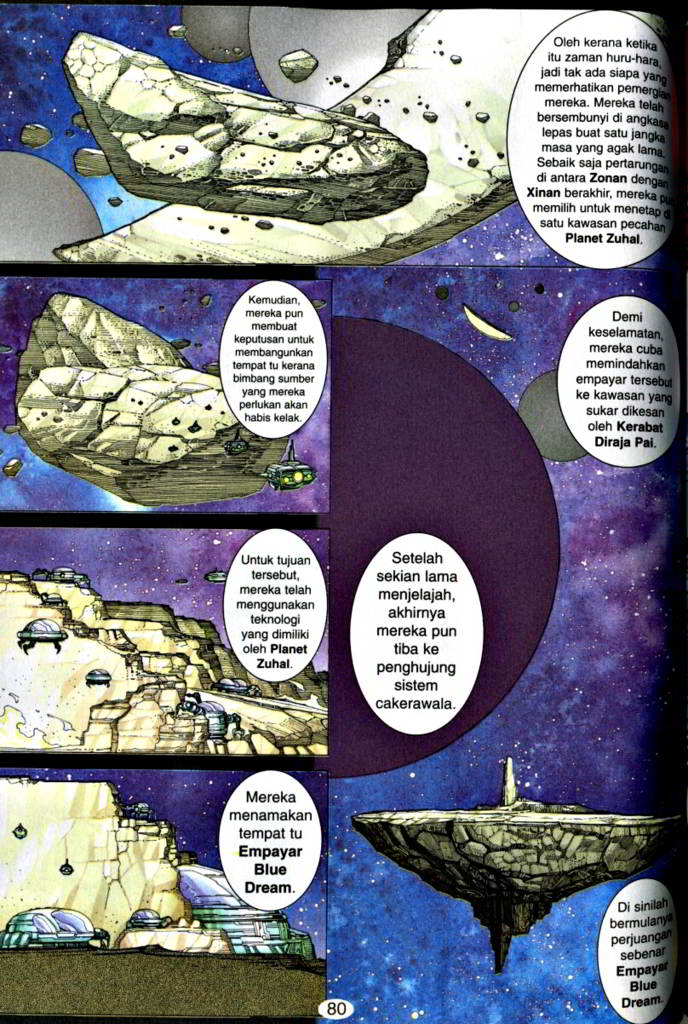 Oleh kerana ketika
itu zaman huru-hara,
jadi tak ada siapa yang
memerhatikan pemergian
mereka. Mereka telah
bersembunyi di angkasa
lepas buat satu jangka
masa yang agak lama.
Sebaik saja pertarungan
di antara Zonan dengan
Xinan berakhir, mereka pun
memilih untuk menetap di
satu kawasan pecahan
Planet Zuhal.
Kemudian,
mereka pun
membuat
keputusan untuk
membangunkan
tempat tu kerana
bimbang sumber
yang mereka
perlukan akan
habis kelak.
Untuk tujuan
tersebut,
mereka telah
menggunakan
teknologi
yang dimiliki
oleh Planet
Zuhal.
Mereka
menamakan
tempat tu
Empayar
Blue
Dream.
Demi
keselamatan,
mereka cuba
memindahkan
empayar tersebut
ke kawasan yang
sukar dikesan
oleh Kerabat
Diraja Pai.
Setelah
sekian lama
menjelajah,
akhirnya
mereka pun
tiba ke
penghujung
sistem
cakerawala.
Di sinilah
bermulanya
perjuangan
sebenar
Empayar
Blue
Dream.
80